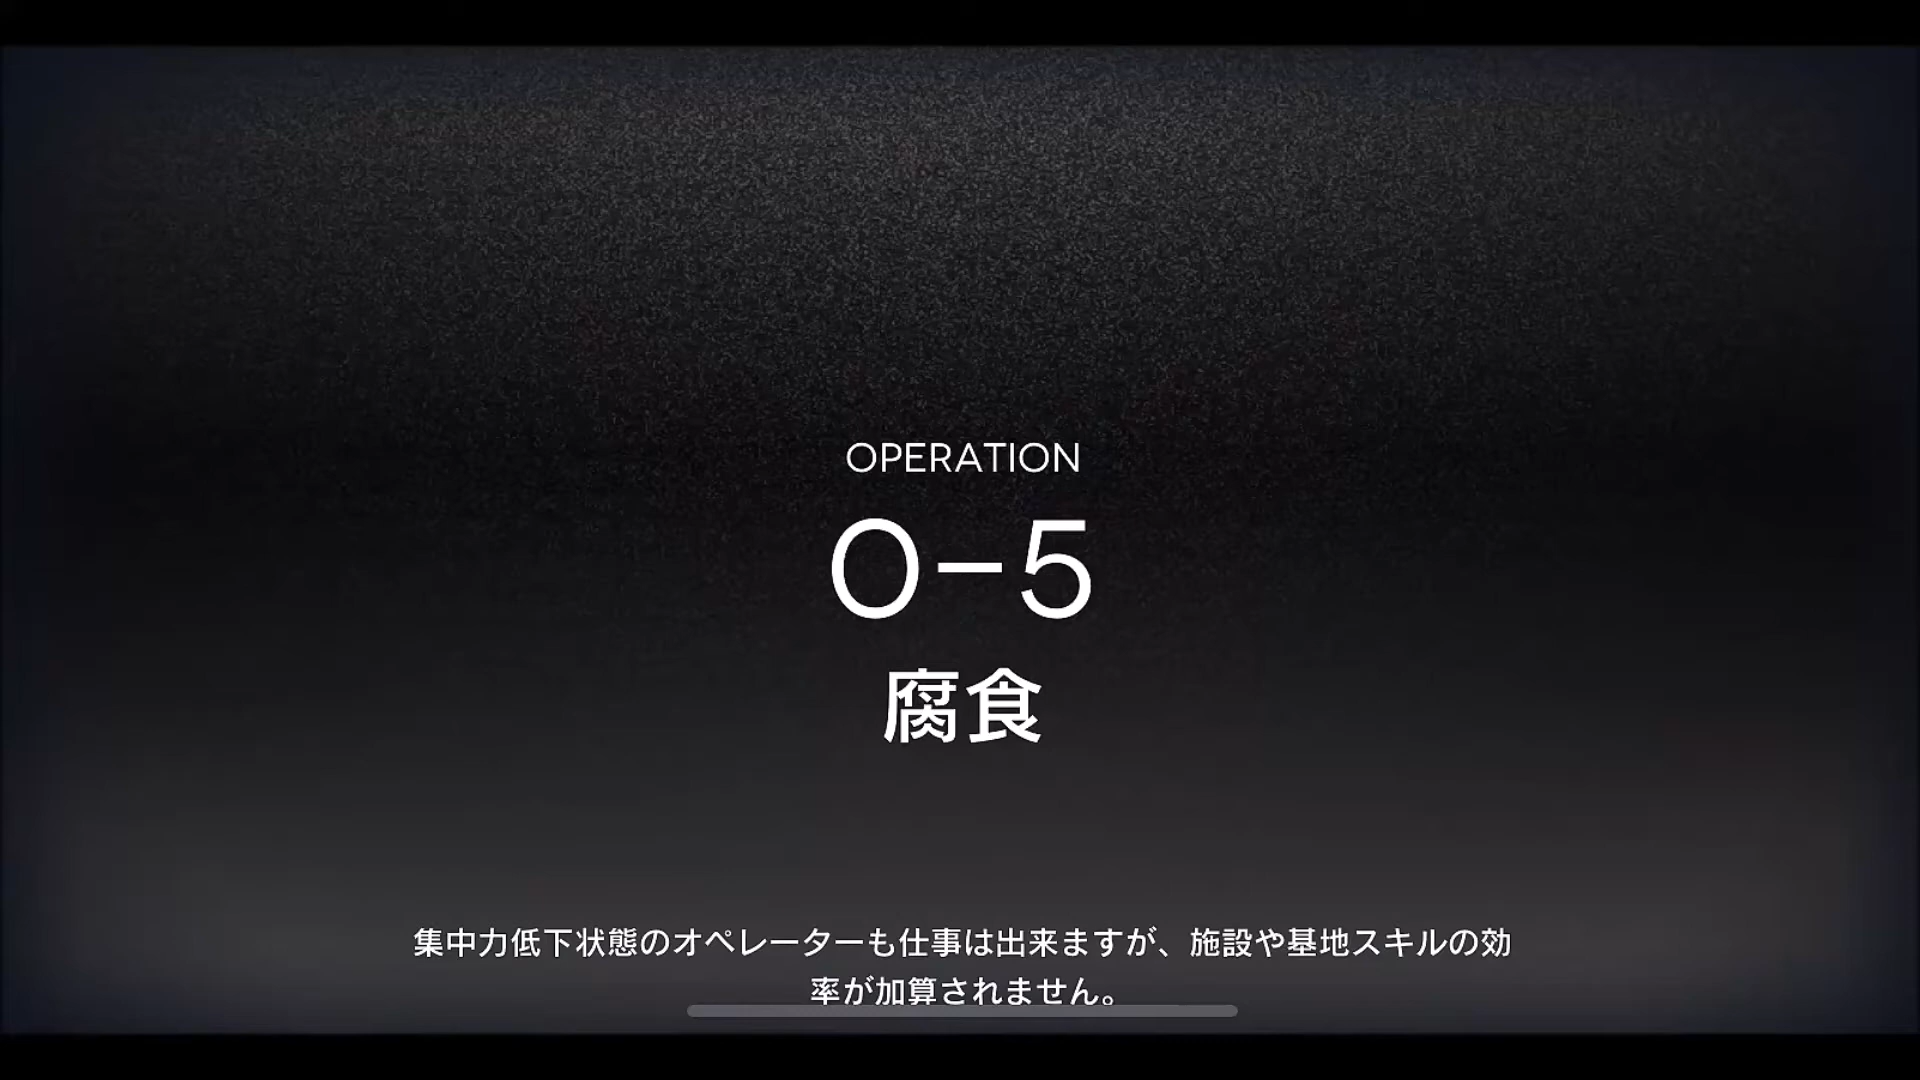 OPERATION
0-5
腐食
集中力低下状態のオペレーターも仕事は出来ますが、施設や基地スキルの効
率が加算されません。